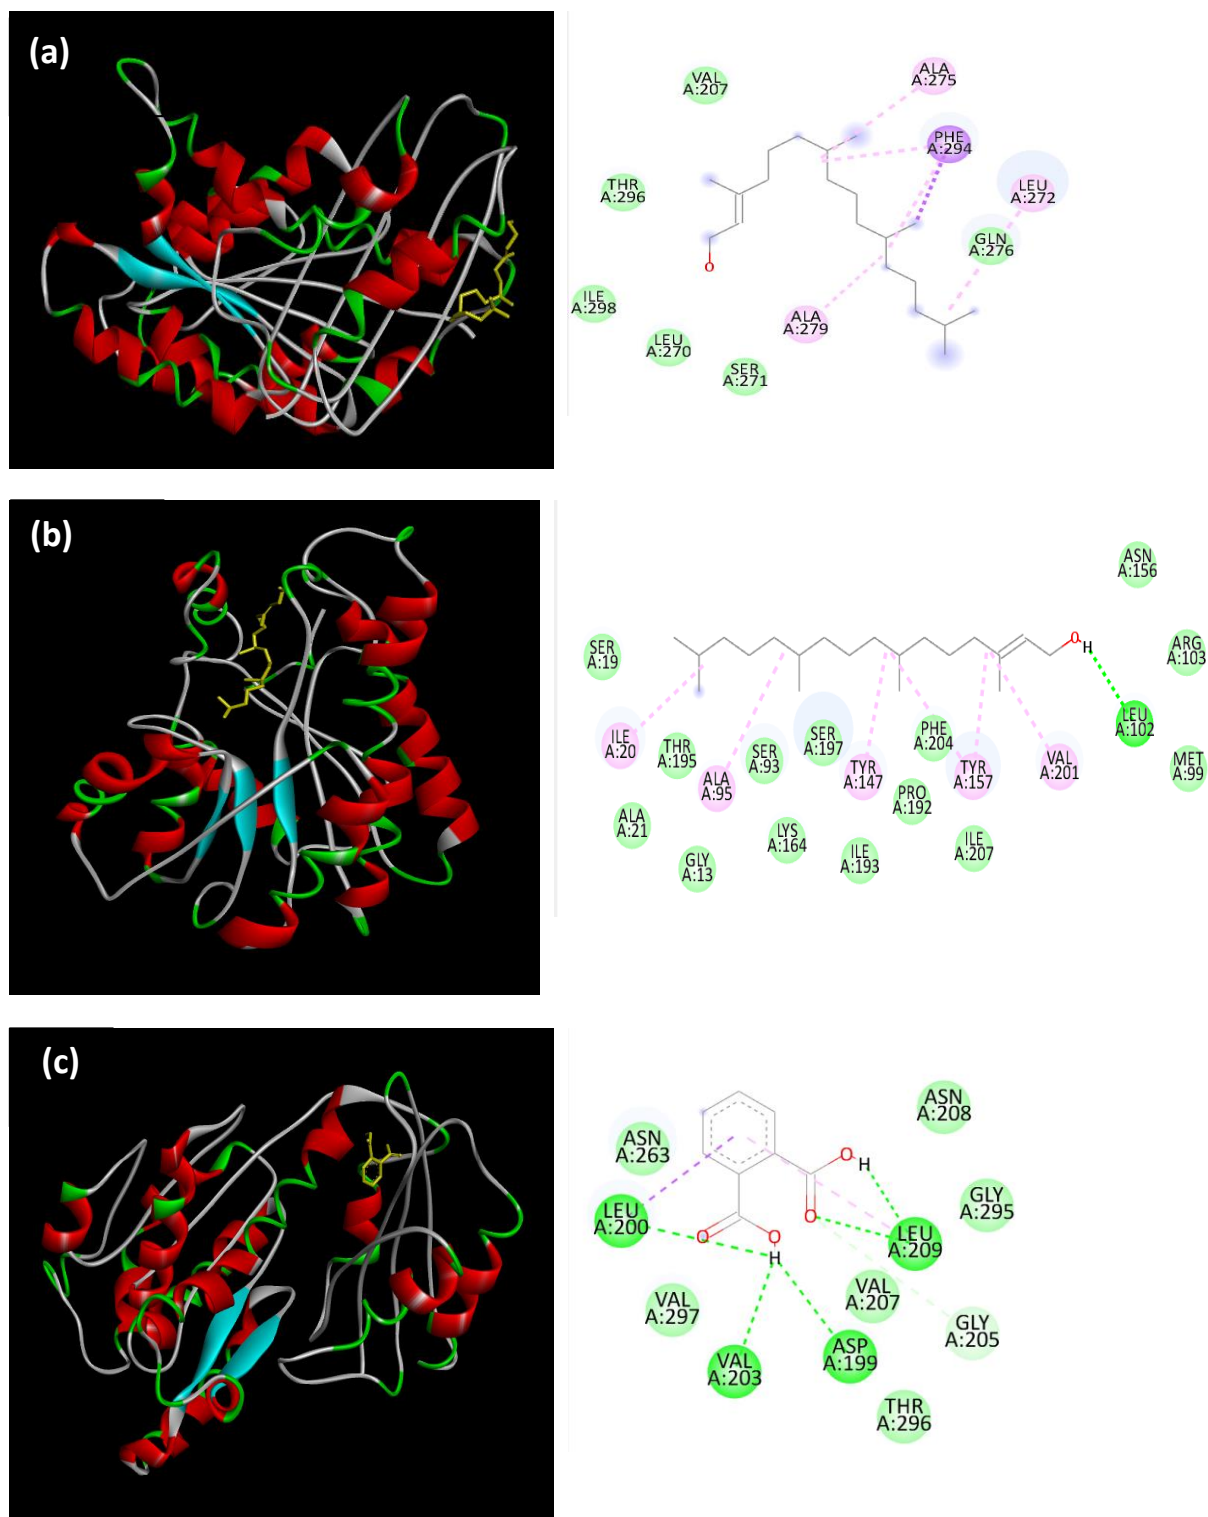 (a)
VAL
A:207
ALA
A:275
PHE
A:294
THR
A:296
LEU
A:272
GLN
A:276
ILE
A:298
ALA
A:279
LEU
A:270
SER
A:271
O
(b)
ASN
A:156
SER
A:19
O
H
ARG
A:103
ILE
A:20
THR
A:195
SER
A:93
SER
A:197
PHE
A:204
LEU
A:102
ALA
A:95
TYR
A:147
TYR
A:157
VAL
A:201
MET
A:99
PRO
A:192
ALA
A:21
LYS
A:164
ILE
A:193
ILE
A:207
GLY
A:13
(c)
ASN
A:208
ASN
A:263
O
H
GLY
A:295
LEU
A:200
O
O
O
H
LEU
A:209
VAL
A:297
VAL
A:207
GLY
A:205
VAL
A:203
ASP
A:199
THR
A:296